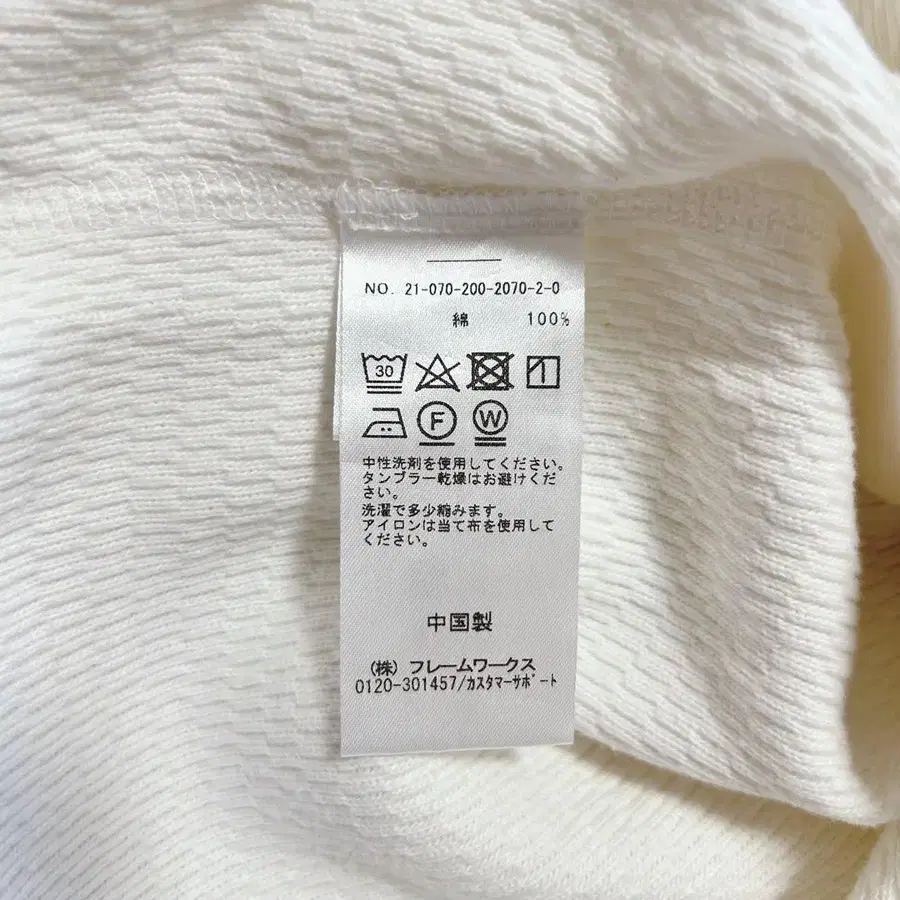 NO. 21-070-200-2070-2-0
綿 100%
30
F W
中性洗剤を使用してください。
タンブラー乾燥はお避けくだ
さい。
洗濯で多少縮みます。
アイロンは当て布を使用して
ください。
中国製
(株) フレームワークス
0120-301457/ｶｽﾀﾏｰｻﾎﾟｰﾄ